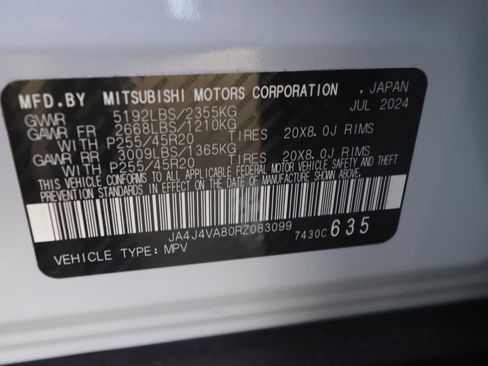 MFD.BY MITSUBISHI MOTORS CORPORATION . JAPAN
GVWR 5192LBS/2355KG JUL 2024
GAWR FR 2668LBS/1210KG
WITH P255/45R20 TIRES 20X8.0J RIMS
GAWR RR 3009LBS/1365KG
WITH P255/45R20 TIRES 20X8.0J RIMS
THIS VEHICLE CONFORMS TO ALL APPLICABLE FEDERAL MOTOR VEHICLE SAFETY AND THEFT
PREVENTION STANDARDS IN EFFECT ON THE DATE OF MANUFACTURE SHOWN ABOVE.
JA4J4VA80RZ083099 7430C 635
VEHICLE TYPE: MPV